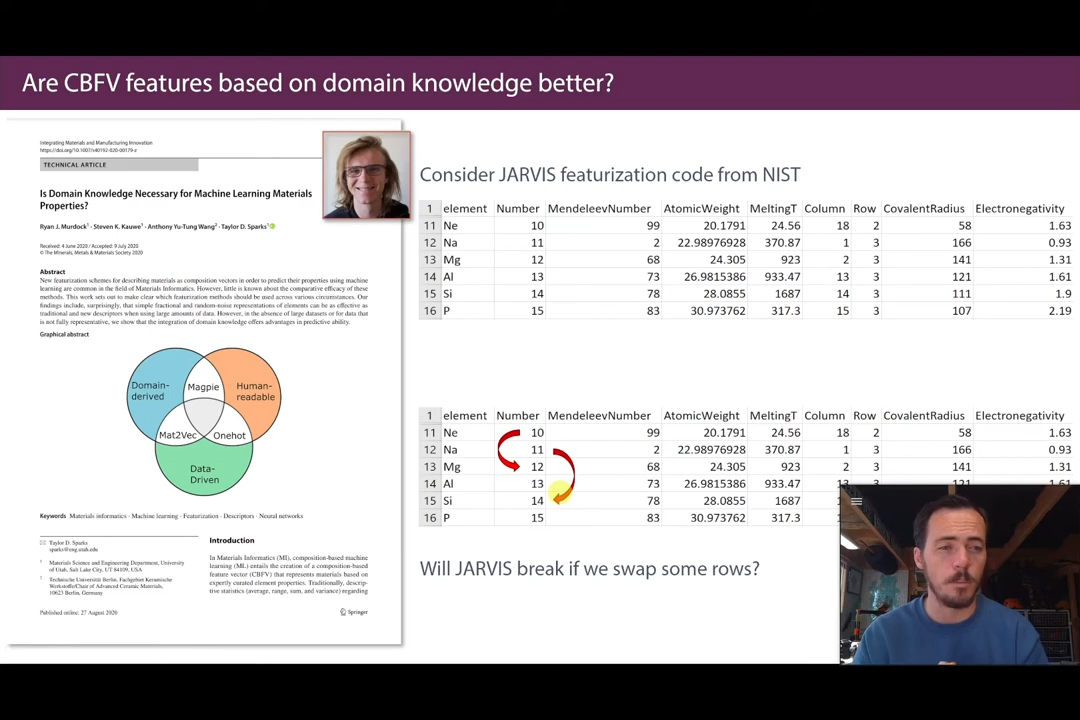 Are CBFV features based on domain knowledge better?
Integrating Materials and Manufacturing Innovation
https://doi.org/10.1007/s40192-020-00179-z
TECHNICAL ARTICLE
Is Domain Knowledge Necessary for Machine Learning Materials
Properties?
Ryan J. Murdock¹ · Steven K. Kauwe¹ · Anthony Yu-Tung Wang² · Taylor D. Sparks¹
Received: 4 June 2020 / Accepted: 9 July 2020
© The Minerals, Metals & Materials Society 2020
Abstract
New featurization schemes for describing materials as composition vectors in order to predict their properties using machine
learning are common in the field of Materials Informatics. However, little is known about the comparative efficacy of these
methods. This work sets out to make clear which featurization methods should be used across various circumstances. Our
findings include, surprisingly, that simple fractional and random-noise representations of elements can be as effective as
traditional and new descriptors when using large amounts of data. However, in the absence of large datasets or for data that
is not fully representative, we show that the integration of domain knowledge offers advantages in predictive ability.
Graphical abstract
Domain-
derived
Magpie
Human-
readable
Mat2Vec
Onehot
Data-
Driven
Keywords Materials informatics · Machine learning · Featurization · Descriptors · Neural networks
Taylor D. Sparks
sparks@eng.utah.edu
1 Materials Science and Engineering Department, University
of Utah, Salt Lake City, UT 84109, USA
2 Technische Universität Berlin, Fachgebiet Keramische
Werkstoffe/Chair of Advanced Ceramic Materials,
10623 Berlin, Germany
Introduction
In Materials Informatics (MI), composition-based machine
learning (ML) entails the creation of a composition-based
feature vector (CBFV) that represents materials based on
expertly curated element properties. Traditionally, descrip-
tive statistics (average, range, sum, and variance) regarding
Published online: 27 August 2020
Springer
Consider JARVIS featurization code from NIST
1 element Number MendeleevNumber AtomicWeight MeltingT Column Row CovalentRadius Electronegativity
11 Ne 10 99 20.1791 24.56 18 2 58 1.63
12 Na 11 2 22.98976928 370.87 1 3 166 0.93
13 Mg 12 68 24.305 923 2 3 141 1.31
14 Al 13 73 26.9815386 933.47 13 3 121 1.61
15 Si 14 78 28.0855 1687 14 3 111 1.9
16 P 15 83 30.973762 317.3 15 3 107 2.19
1 element Number MendeleevNumber AtomicWeight MeltingT Column Row CovalentRadius Electronegativity
11 Ne 10 99 20.1791 24.56 18 2 58 1.63
12 Na 11 2 22.98976928 370.87 1 3 166 0.93
13 Mg 12 68 24.305 923 2 3 141 1.31
14 Al 13 73 26.9815386 933.47
15 Si 14 78 28.0855 1687
16 P 15 83 30.973762 317.3
Will JARVIS break if we swap some rows?